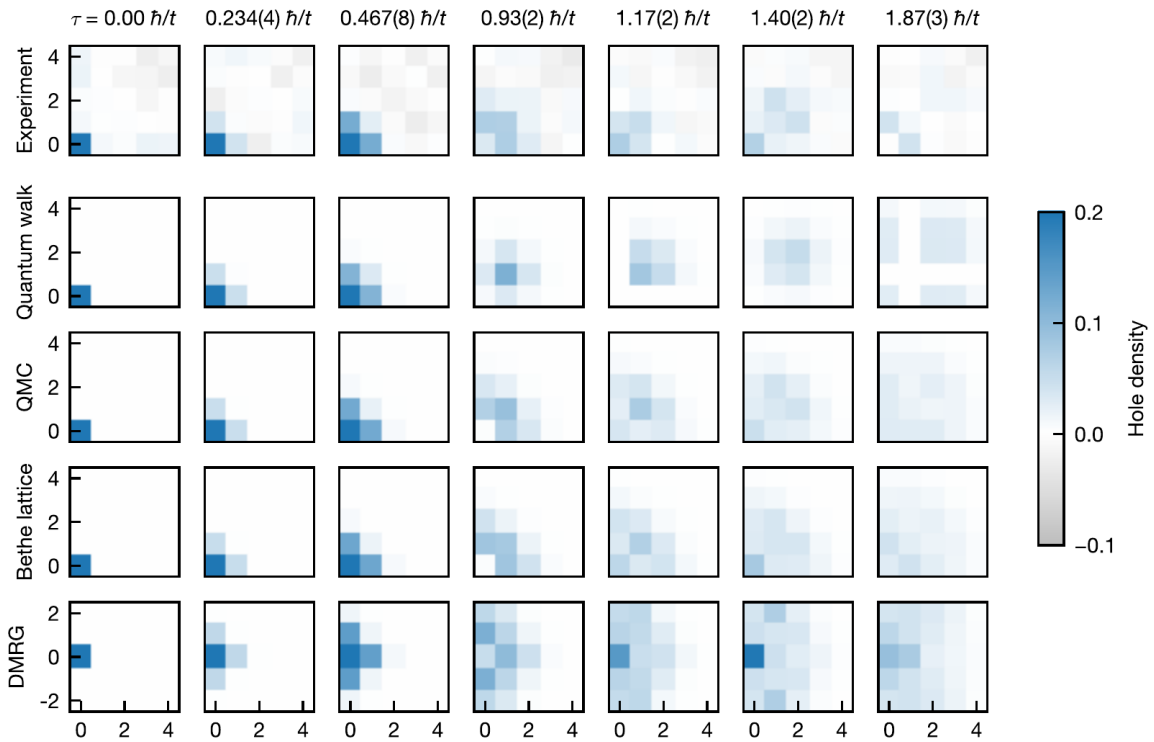 τ = 0.00 ħ/t 0.234(4) ħ/t 0.467(8) ħ/t 0.93(2) ħ/t 1.17(2) ħ/t 1.40(2) ħ/t 1.87(3) ħ/t
Experiment
4
2
0
Quantum walk
4
2
0
QMC
4
2
0
Bethe lattice
4
2
0
DMRG
2
0
-2
0 2 4 0 2 4 0 2 4 0 2 4 0 2 4 0 2 4 0 2 4
0.2
0.1
0.0
−0.1
Hole density